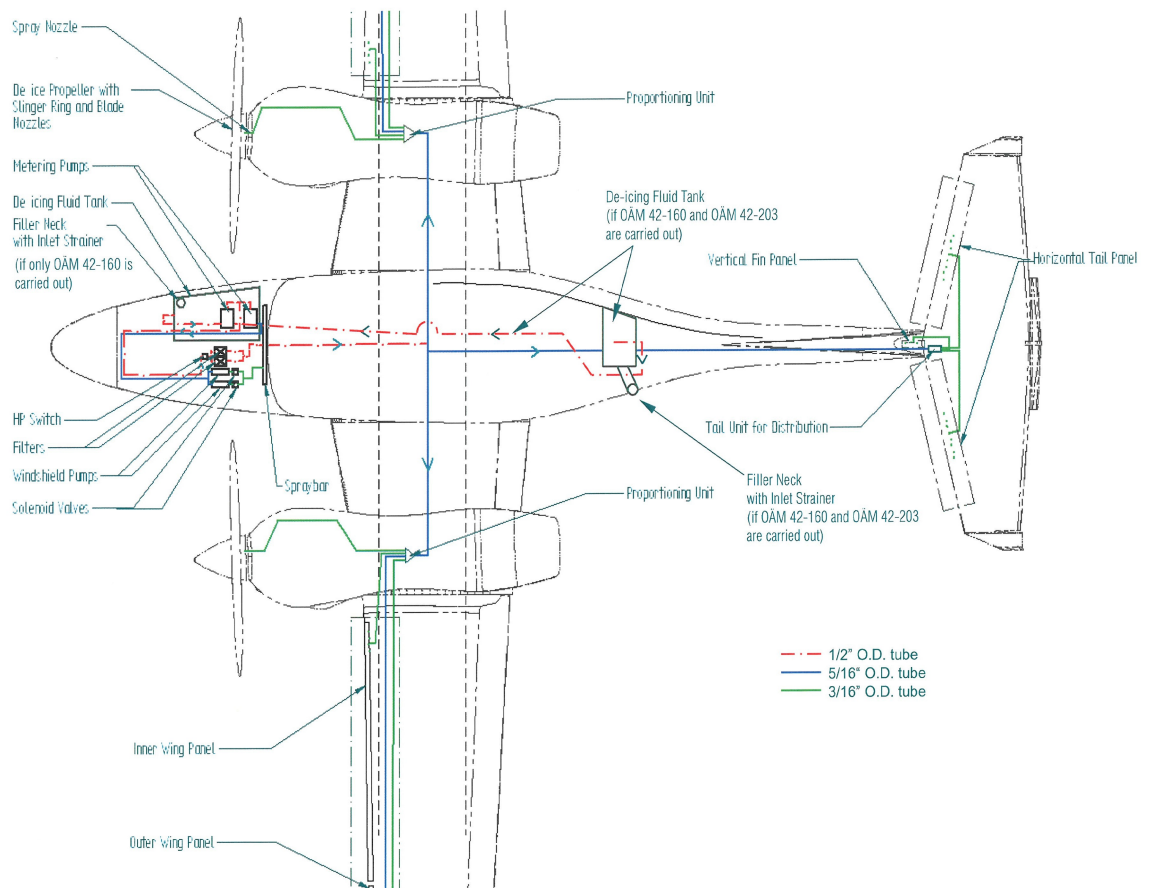 Spray Nozzle
De-ice Propeller with
Slinger Ring and Blade
Nozzles
Metering Pumps
De-icing Fluid Tank
Filler Neck
with Inlet Strainer
(if only OÄM 42-160 is
carried out)
HP Switch
Filters
Windshield Pumps
Solenoid Valves
Spraybar
Inner Wing Panel
Outer Wing Panel
Proportioning Unit
De-icing Fluid Tank
(if OÄM 42-160 and OÄM 42-203
are carried out)
Vertical Fin Panel
Horizontal Tail Panel
Tail Unit for Distribution
Proportioning Unit
Filler Neck
with Inlet Strainer
(if OÄM 42-160 and OÄM 42-203
are carried out)
1/2" O.D. tube
5/16“ O.D. tube
3/16” O.D. tube